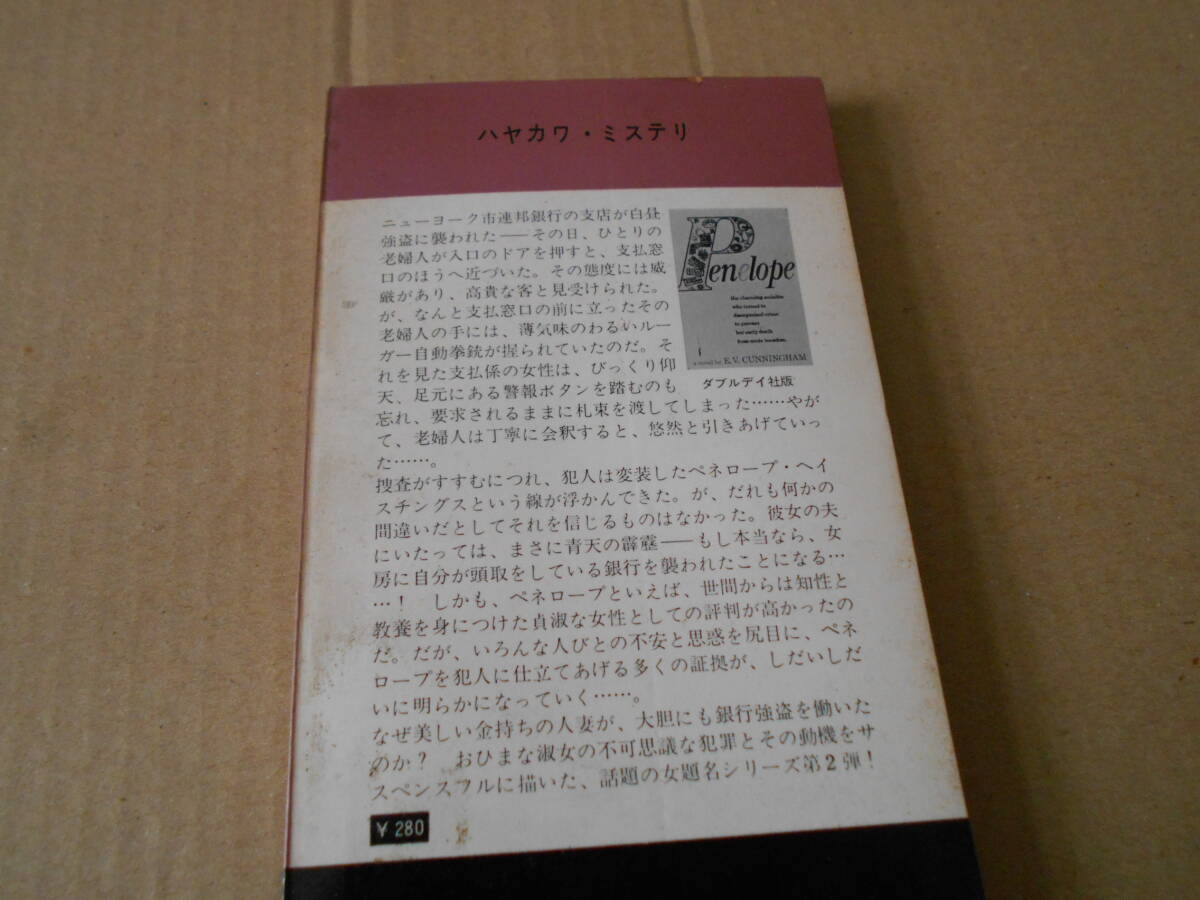 ハヤカワ・ミステリ
ニューヨーク市連邦銀行の支店が白昼
強盗に襲われた――その日、ひとりの
老婦人が入口のドアを押すと、支払窓
口のほうへ近づいた。その態度には威
厳があり、高貴な客と見受けられた。
が、なんと支払窓口の前に立ったその
老婦人の手には、薄気味のわるいルー
ガー自動拳銃が握られていたのだ。そ
れを見た支払係の女性は、びっくり仰
天、足元にある警報ボタンを踏むのも
忘れ、要求されるままに札束を渡してしまった……やが
て、老婦人は丁寧に会釈すると、悠然と引きあげていっ
た……。
捜査がすすむにつれ、犯人は変装したペネロープ・ヘイ
スチングスという線が浮かんできた。が、だれも何かの
間違いだとしてそれを信じるものはなかった。彼女の夫
にいたっては、まさに青天の霹靂――もし本当なら、女
房に自分が頭取をしている銀行を襲われたことになる…
…！　しかも、ペネロープといえば、世間からは知性と
教養を身につけた貞淑な女性としての評判が高かったの
だ。だが、いろんな人びとの不安と思惑を尻目に、ペネ
ロープを犯人に仕立てあげる多くの証拠が、しだいしだ
いに明らかになっていく……。
なぜ美しい金持ちの人妻が、大胆にも銀行強盗を働いた
のか？　おひまな淑女の不可思議な犯罪とその動機をサ
スペンスフルに描いた、話題の女題名シリーズ第2弾！
Penelope
the charming socialite
who turned to
disorganized crime
to prevent
her early death
from acute boredom.
a novel by E. V. CUNNINGHAM
ダブルデイ社版
¥ 280